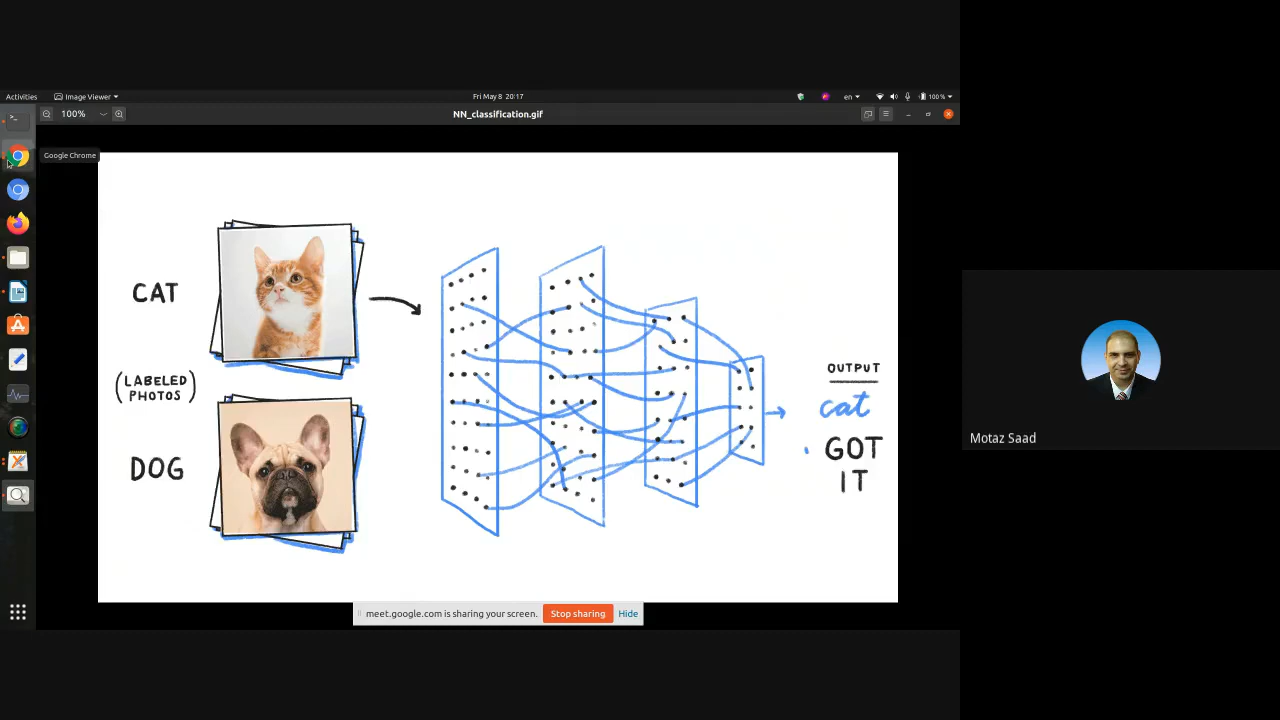 Activities
Image Viewer
Fri May 8 20:17
en
100%
100%
NN_classification.gif
Google Chrome
CAT
(LABELED
PHOTOS)
DOG
OUTPUT
cat
GOT
IT
meet.google.com is sharing your screen.
Stop sharing
Hide
Motaz Saad